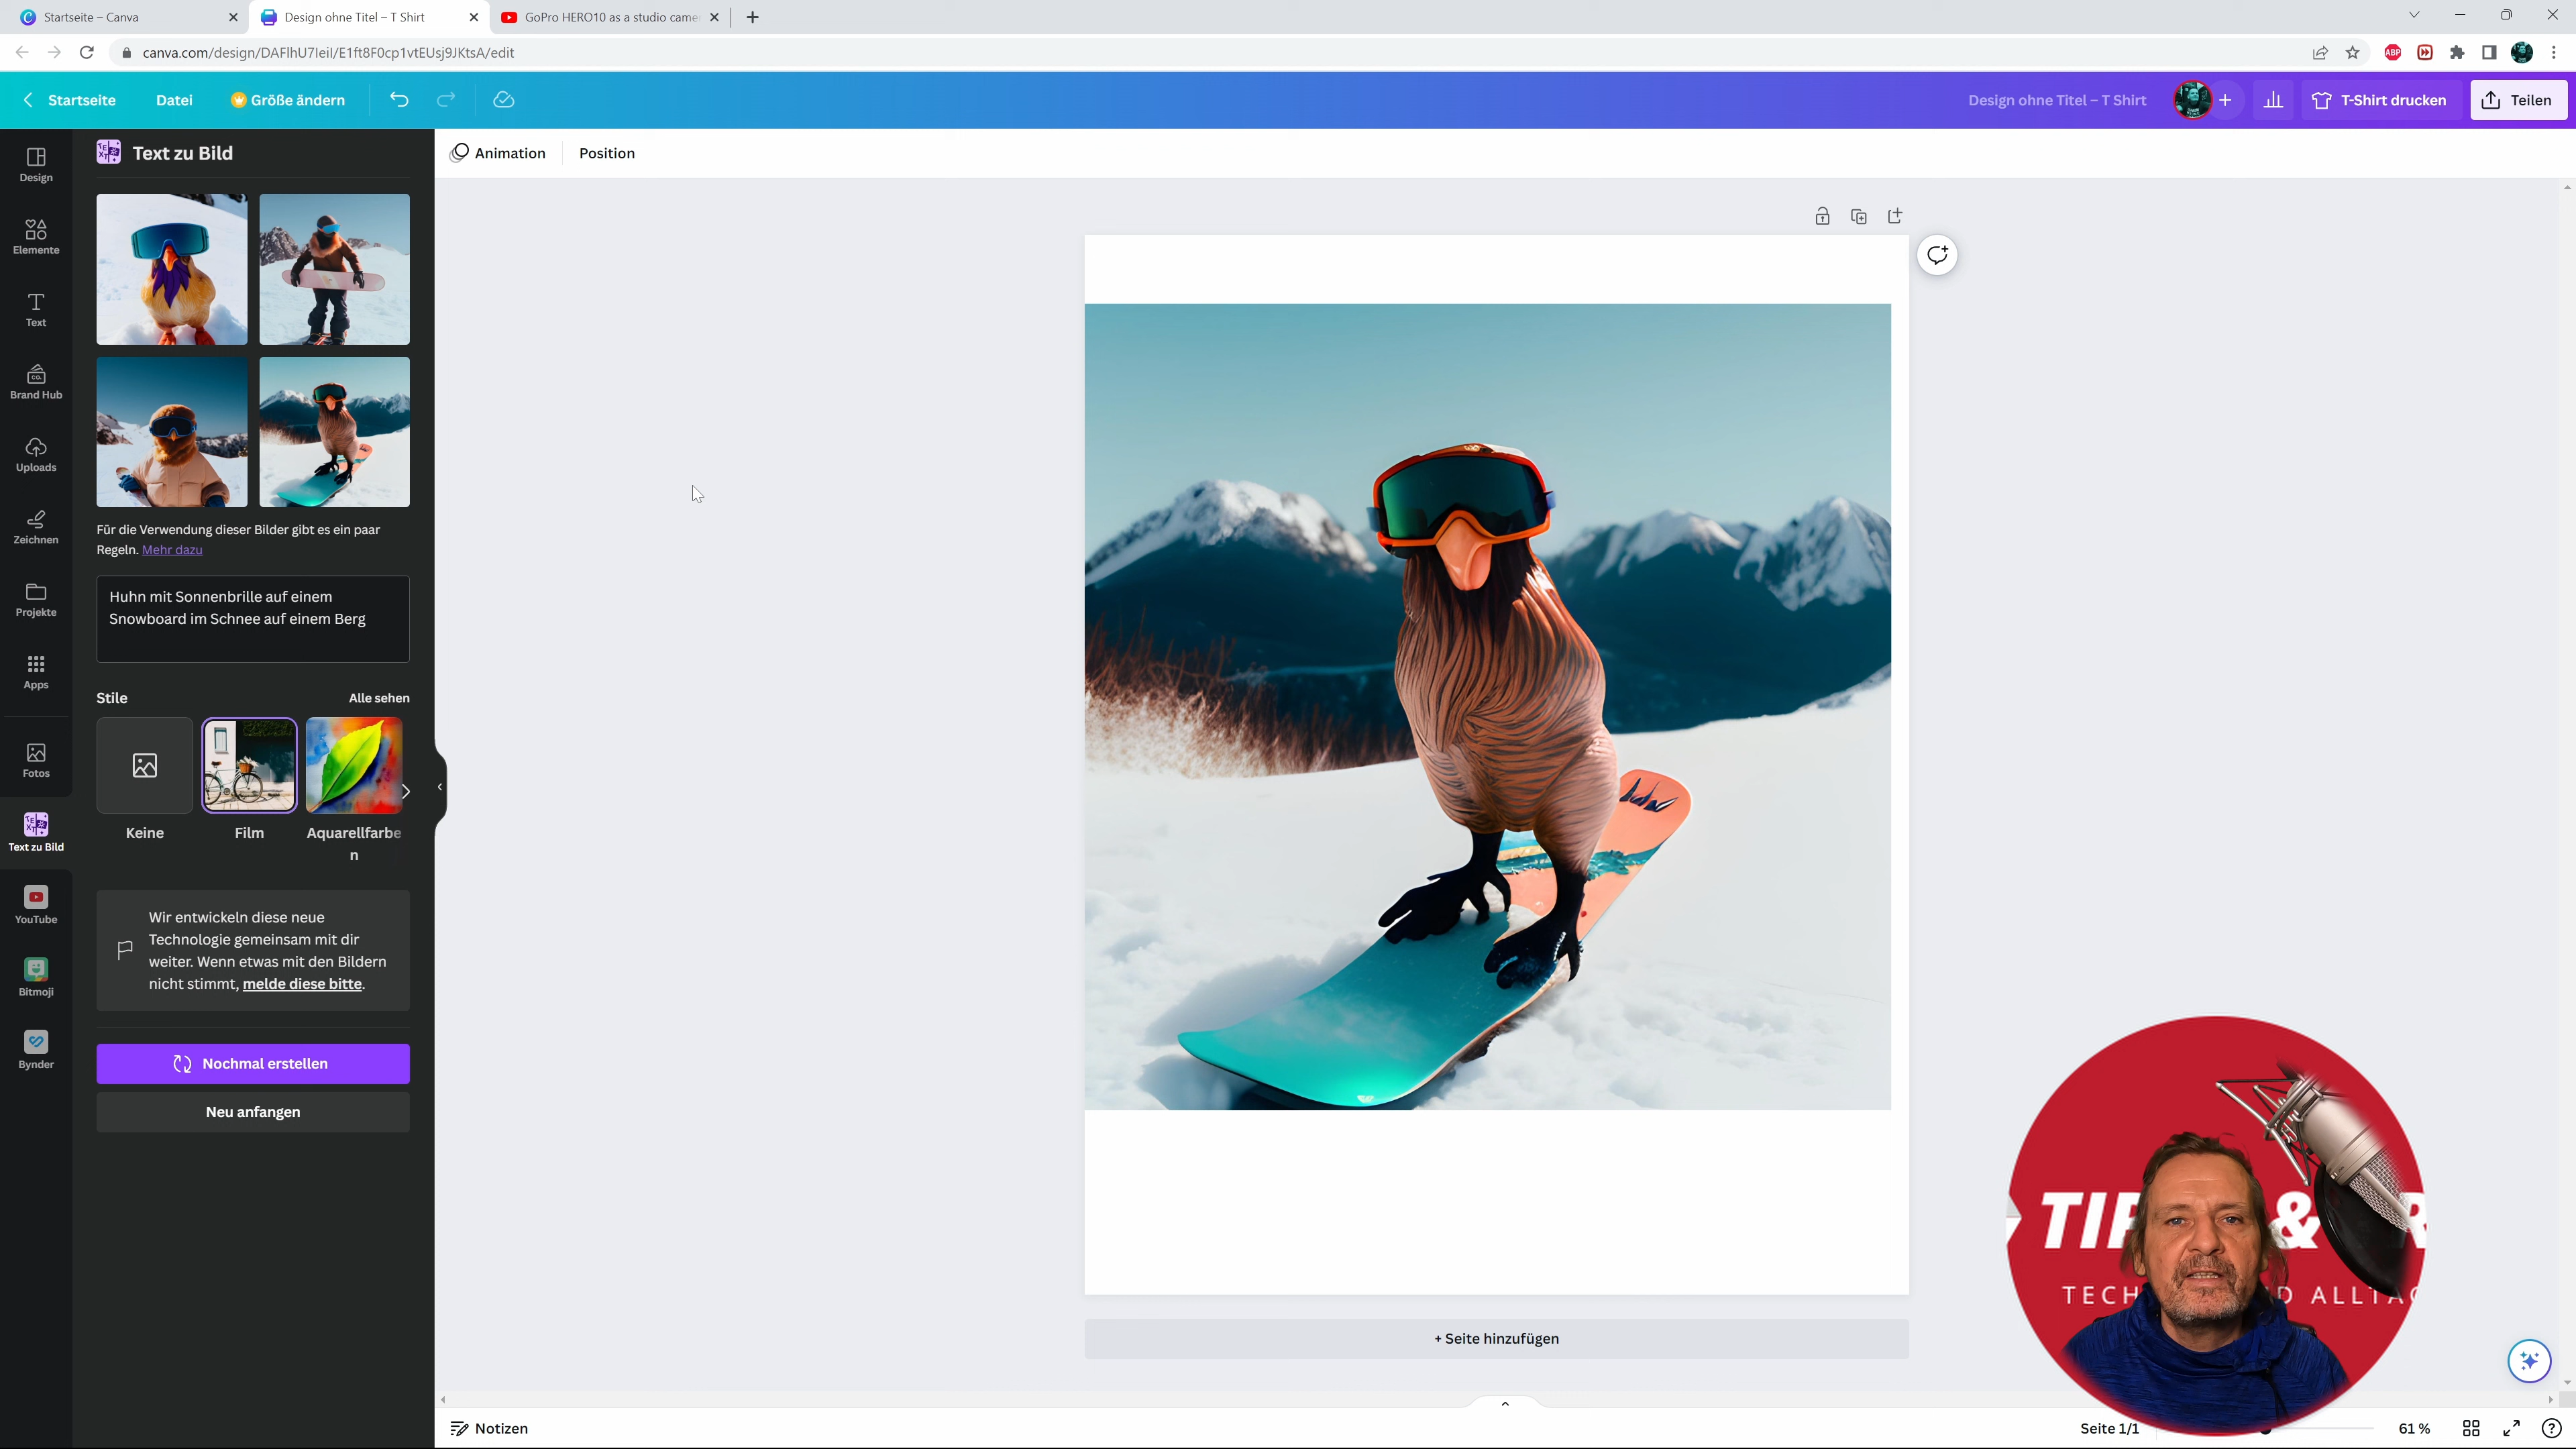 Startseite – Canva
Design ohne Titel – T Shirt
GoPro HERO10 as a studio came
canva.com/design/DAFlhU7Ieil/E1ft8F0cp1vtEUsj9JKtsA/edit
ABP
Startseite
Datei
Größe ändern
Design ohne Titel – T Shirt
T-Shirt drucken
Teilen
Text zu Bild
Animation
Position
Design
Elemente
Text
Brand Hub
Uploads
Zeichnen
Projekte
Apps
Fotos
Text zu Bild
YouTube
Bitmoji
Bynder
Für die Verwendung dieser Bilder gibt es ein paar
Regeln. Mehr dazu
Huhn mit Sonnenbrille auf einem
Snowboard im Schnee auf einem Berg
Stile
Alle sehen
Keine
Film
Aquarellfarbe
n
Wir entwickeln diese neue
Technologie gemeinsam mit dir
weiter. Wenn etwas mit den Bildern
nicht stimmt, melde diese bitte.
Nochmal erstellen
Neu anfangen
+ Seite hinzufügen
Notizen
Seite 1/1
61 %